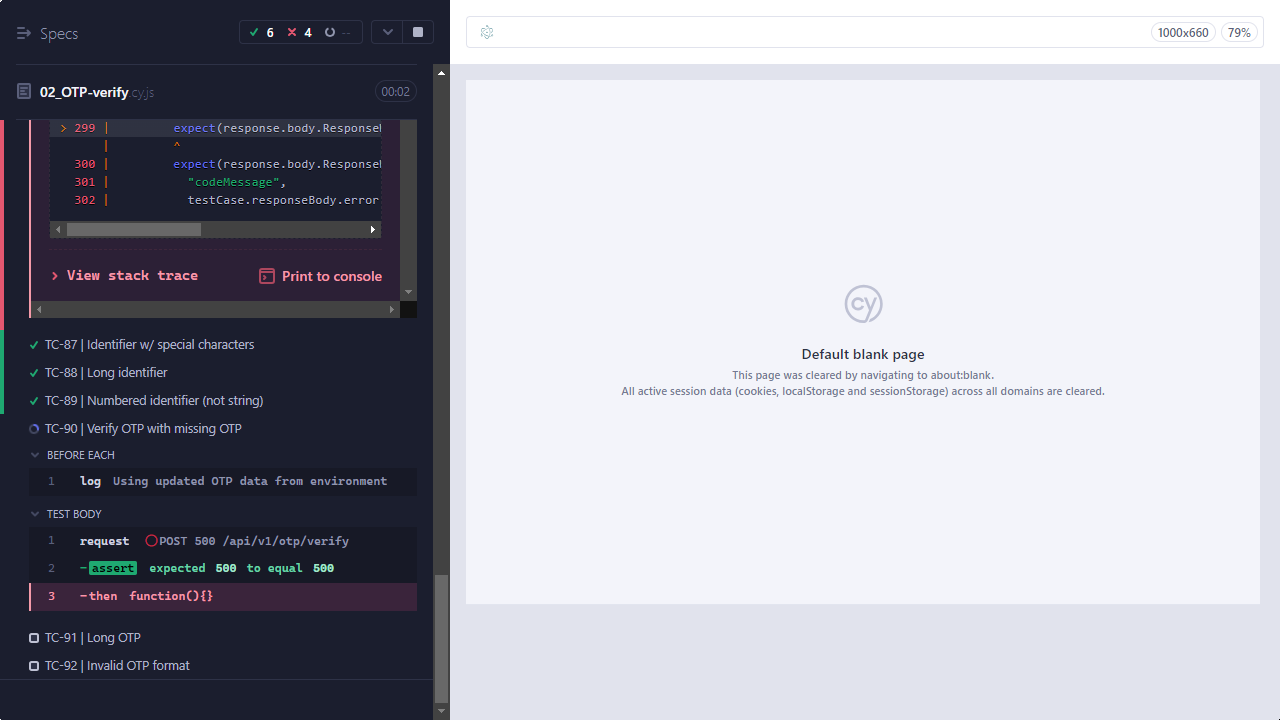 Specs
6
4
--
1000x660
79%
02_OTP-verify.cy.js
00:02
> 299 | expect(response.body.Response
| ^
300 | expect(response.body.Response
301 | "codeMessage",
302 | testCase.responseBody.error
View stack trace
Print to console
TC-87 | Identifier w/ special characters
TC-88 | Long identifier
TC-89 | Numbered identifier (not string)
TC-90 | Verify OTP with missing OTP
BEFORE EACH
1 log Using updated OTP data from environment
TEST BODY
1 request POST 500 /api/v1/otp/verify
2 -assert expected 500 to equal 500
3 -then function(){}
TC-91 | Long OTP
TC-92 | Invalid OTP format
cy
Default blank page
This page was cleared by navigating to about:blank.
All active session data (cookies, localStorage and sessionStorage) across all domains are cleared.